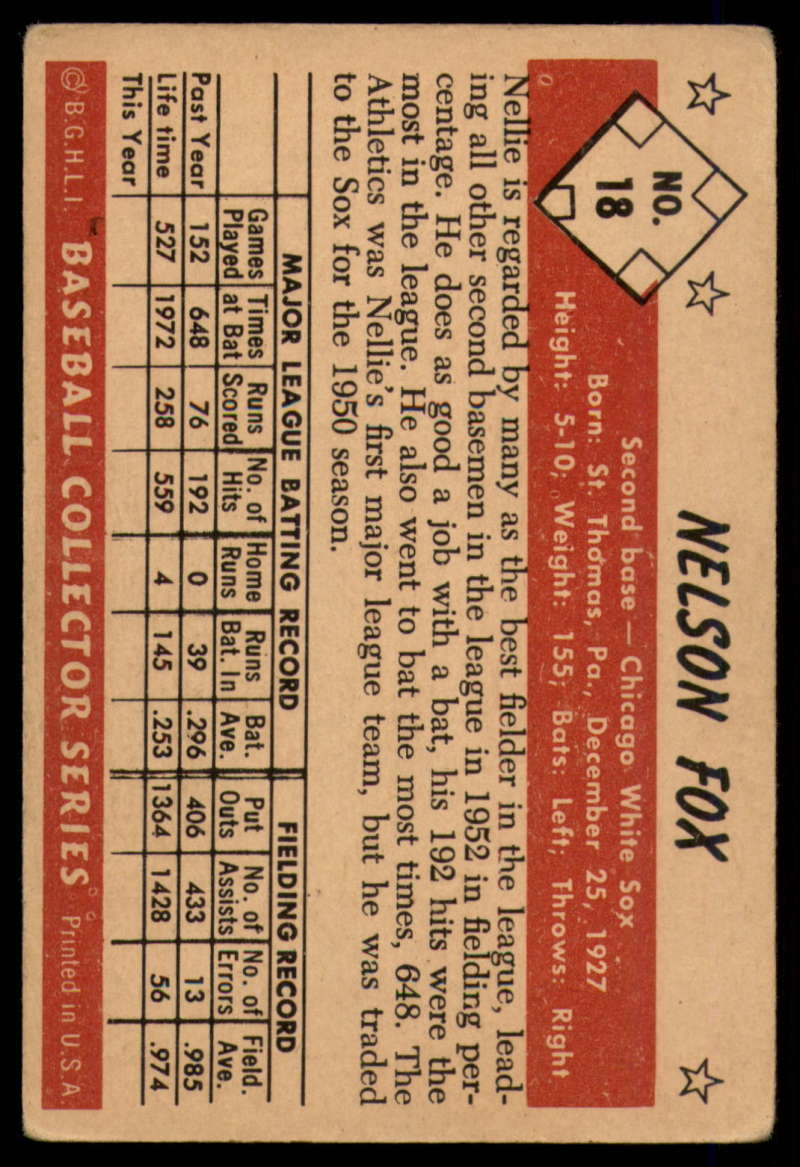 NELSON FOX
NO.
18
Second base — Chicago White Sox
Born: St. Thomas, Pa., December 25, 1927
Height: 5-10; Weight: 155; Bats: Left; Throws: Right
Nellie is regarded by many as the best fielder in the league, lead-
ing all other second basemen in the league in 1952 in fielding per-
centage. He does as good a job with a bat, his 192 hits were the
most in the league. He also went to bat the most times, 648. The
Athletics was Nellie's first major league team, but he was traded
to the Sox for the 1950 season.
MAJOR LEAGUE BATTING RECORD FIELDING RECORD
Games Times Runs No. of Home Runs Bat. Put No. of No. of Field.
Played at Bat Scored Hits Runs Bat. In Ave. Outs Assists Errors Ave.
Past Year 152 648 76 192 0 39 .296 406 433 13 .985
Life time 527 1972 258 559 4 145 .253 1364 1428 56 .974
This Year
© B.G.H.L.I. BASEBALL COLLECTOR SERIES Printed in U.S.A.